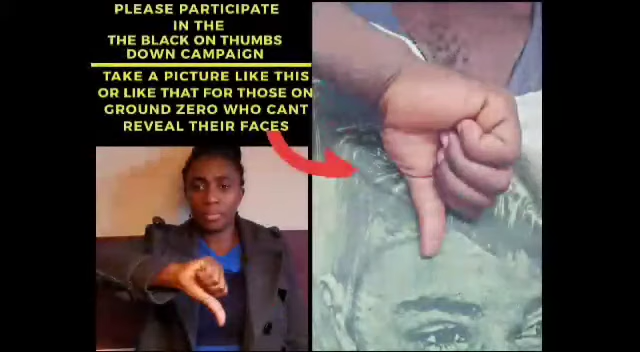 PLEASE PARTICIPATE
IN THE
THE BLACK ON THUMBS
DOWN CAMPAIGN
TAKE A PICTURE LIKE THIS
OR LIKE THAT FOR THOSE ON
GROUND ZERO WHO CANT
REVEAL THEIR FACES